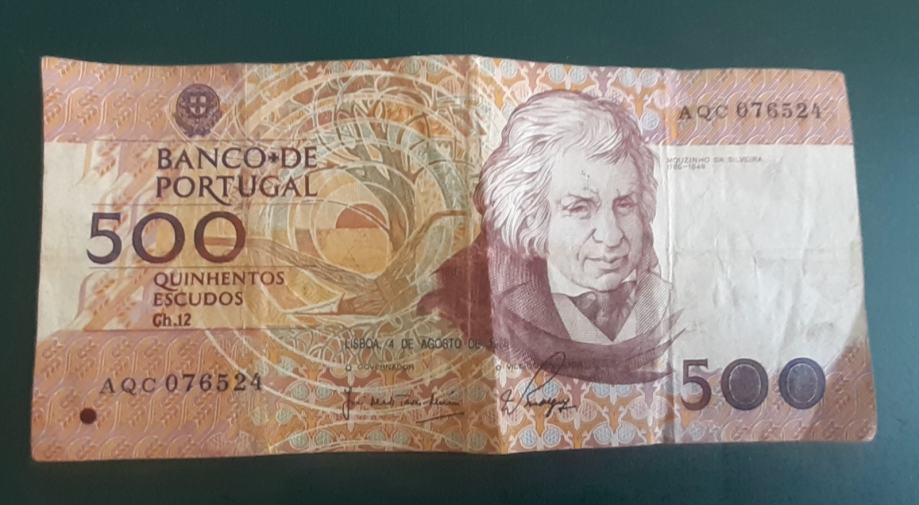 BANCO DE
PORTUGAL
500
QUINHENTOS
ESCUDOS
Ch.12
AQC 076524
MOUZINHO DA SILVEIRA
AQC 076524
LISBOA, 4 DE AGOSTO DE
O GOVERNADOR
500